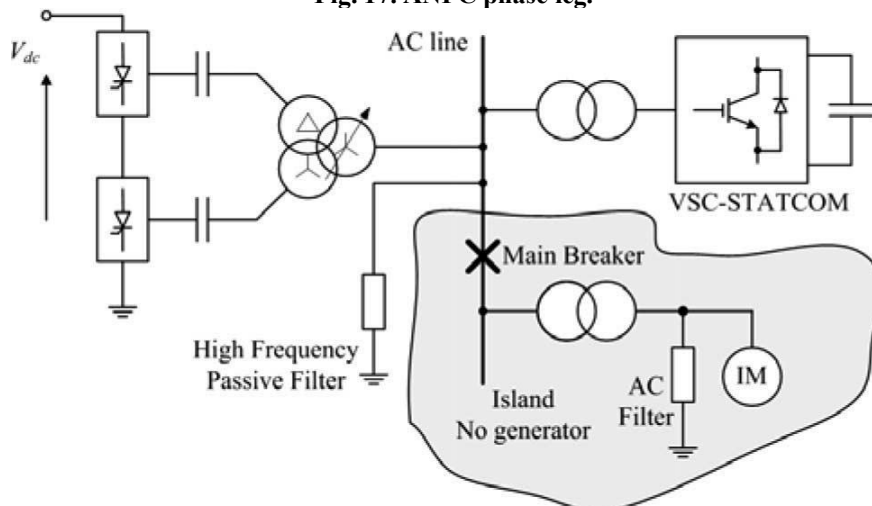 Fig. 17. ANPC phase leg.
AC line
Vdc
VSC-STATCOM
Main Breaker
High Frequency
Passive Filter
Island
No generator
AC
Filter
IM